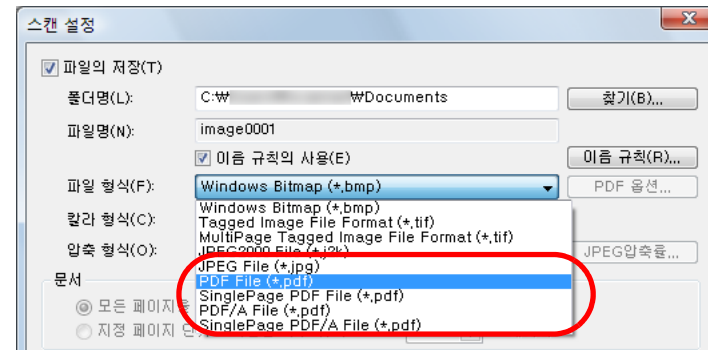 스캔 설정
파일의 저장(T)
폴더명(L): C:₩ ₩Documents 찾기(B)...
파일명(N): image0001
이름 규칙의 사용(E) 이름 규칙(R)...
파일 형식(F): Windows Bitmap (*,bmp) PDF 옵션...
Windows Bitmap (*,bmp)
칼라 형식(C): Tagged Image File Format (*,tif)
MultiPage Tagged Image File Format (*,tif)
압축 형식(O): JPEG2000 File (*,j2k) JPEG압축율...
JPEG File (*,jpg)
문서 PDF File (*,pdf)
SinglePage PDF File (*,pdf)
모든 페이지를 PDF/A File (*,pdf)
지정 페이지 SinglePage PDF/A File (*,pdf)